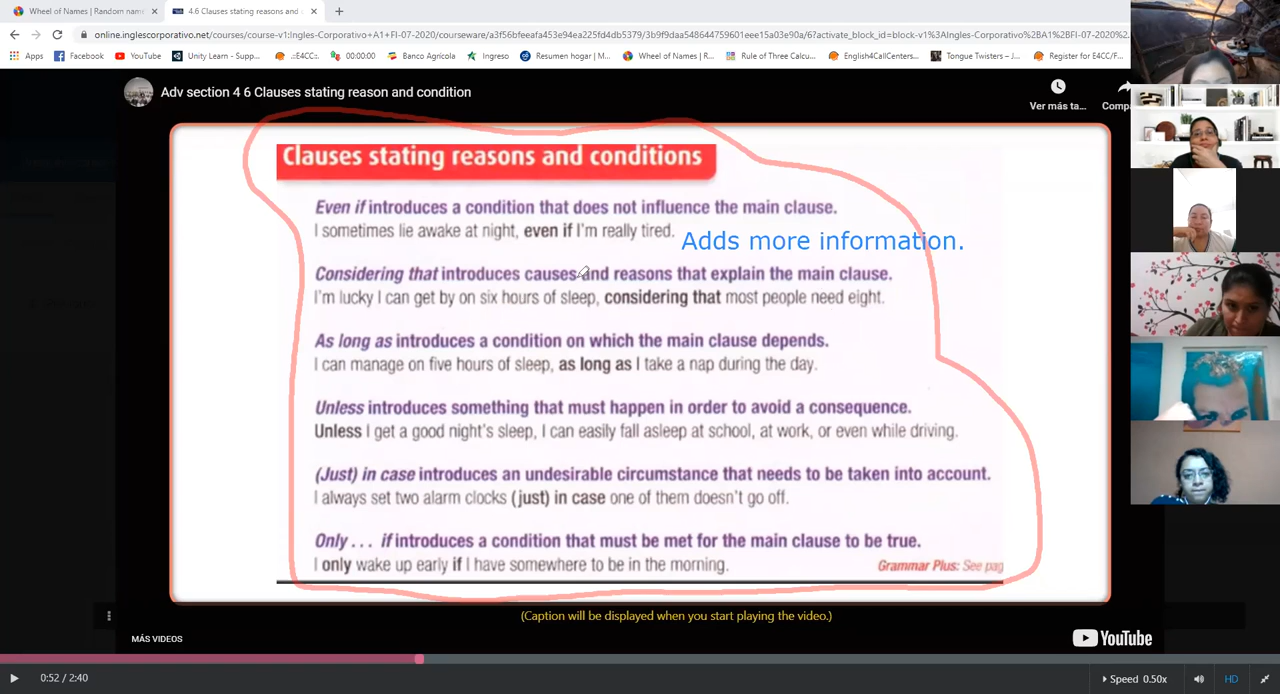 Wheel of Names | Random name
4.6 Clauses stating reasons and
online.inglescorporativo.net/courses/course-v1:Ingles-Corporativo+A1+FI-07-2020/courseware/a3f56bfeeafa453e94ea225fd4db5379/3b9f9daa548644759601eee15a03e90a/6?activate_block_id=block-v1%3AIngles-Corporativo%2BA1%2BFI-07-2020%2
Apps
Facebook
YouTube
Unity Learn - Supp...
.::E4CC::.
00:00:00
Banco Agrícola
Ingreso
Resumen hogar | M...
Wheel of Names | R...
Rule of Three Calcu...
English4CallCenters...
Tongue Twisters – J...
Register for E4CC/F...
Adv section 4 6 Clauses stating reason and condition
Ver más ta...
Compa
Clauses stating reasons and conditions
Even if introduces a condition that does not influence the main clause.
I sometimes lie awake at night, even if I'm really tired.
Adds more information.
Considering that introduces causes and reasons that explain the main clause.
I'm lucky I can get by on six hours of sleep, considering that most people need eight.
As long as introduces a condition on which the main clause depends.
I can manage on five hours of sleep, as long as I take a nap during the day.
Unless introduces something that must happen in order to avoid a consequence.
Unless I get a good night's sleep, I can easily fall asleep at school, at work, or even while driving.
(Just) in case introduces an undesirable circumstance that needs to be taken into account.
I always set two alarm clocks (just) in case one of them doesn't go off.
Only . . . if introduces a condition that must be met for the main clause to be true.
I only wake up early if I have somewhere to be in the morning.
Grammar Plus: See pag
(Caption will be displayed when you start playing the video.)
MÁS VIDEOS
YouTube
0:52 / 2:40
Speed 0.50x
HD